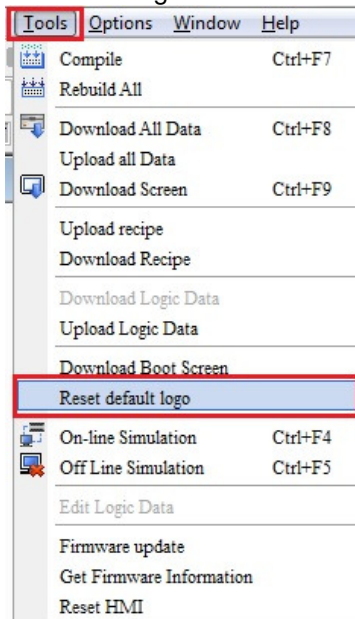 Tools Options Window Help
Compile Ctrl+F7
Rebuild All
Download All Data Ctrl+F8
Upload all Data
Download Screen Ctrl+F9
Upload recipe
Download Recipe
Download Logic Data
Upload Logic Data
Download Boot Screen
Reset default logo
On-line Simulation Ctrl+F4
Off Line Simulation Ctrl+F5
Edit Logic Data
Firmware update
Get Firmware Information
Reset HMI